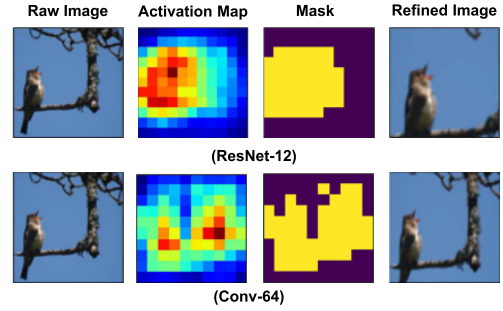 Raw Image Activation Map Mask Refined Image
(ResNet-12)
(Conv-64)